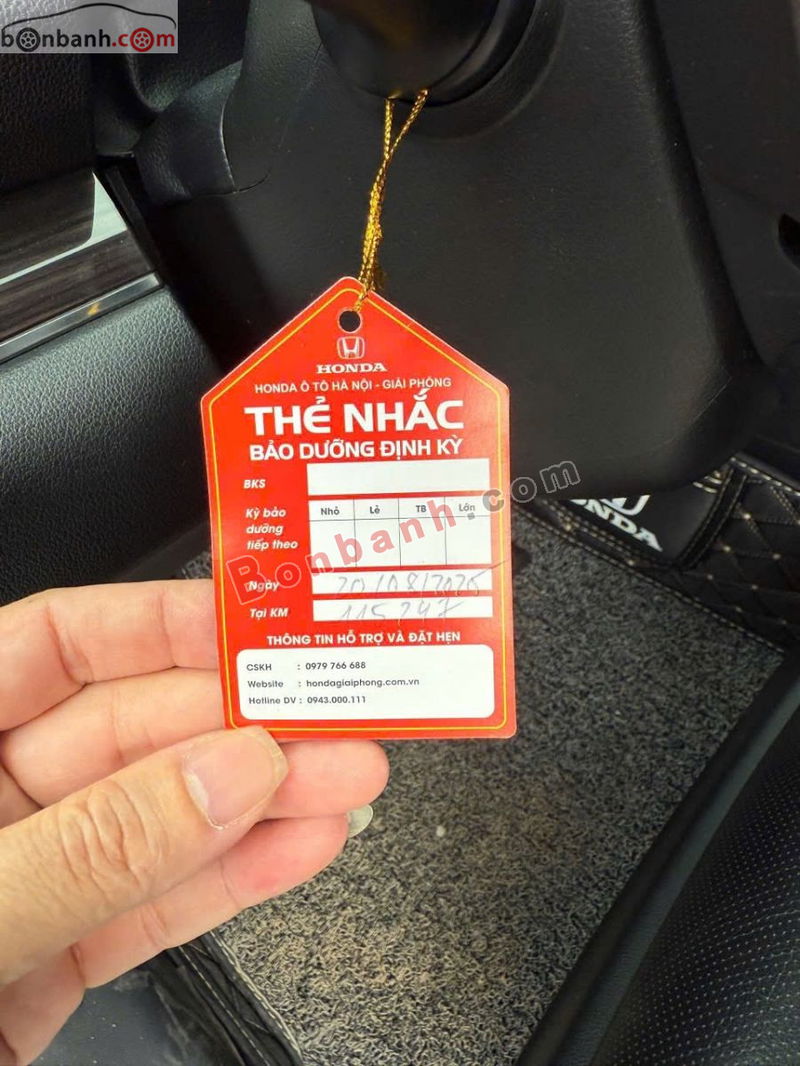 bonbanh.com
HONDA
HONDA Ô TÔ HÀ NỘI - GIẢI PHÓNG
THẺ NHẮC
BẢO DƯỠNG ĐỊNH KỲ
BKS
Kỳ bảo dưỡng tiếp theo
Nhỏ Lẻ TB Lớn
Ngày 20/08/2025
Tại KM 115247
THÔNG TIN HỖ TRỢ VÀ ĐẶT HẸN
CSKH : 0979 766 688
Website : hondagiaiphong.com.vn
Hotline DV : 0943.000.111
Bonbanh.com
HONDA